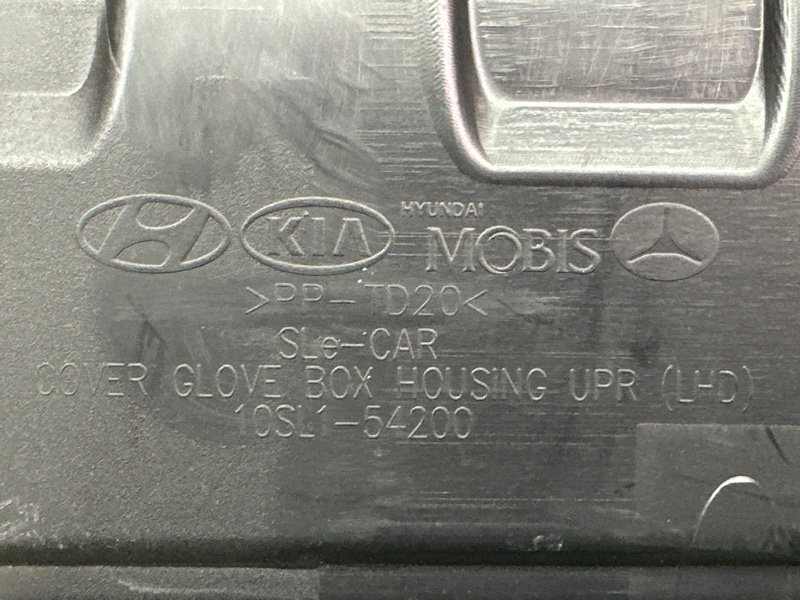 KIA HYUNDAI MOBIS
>PP-TD20<
SLe-CAR
COVER GLOVE BOX HOUSING UPR (LHD)
10SL1-54200